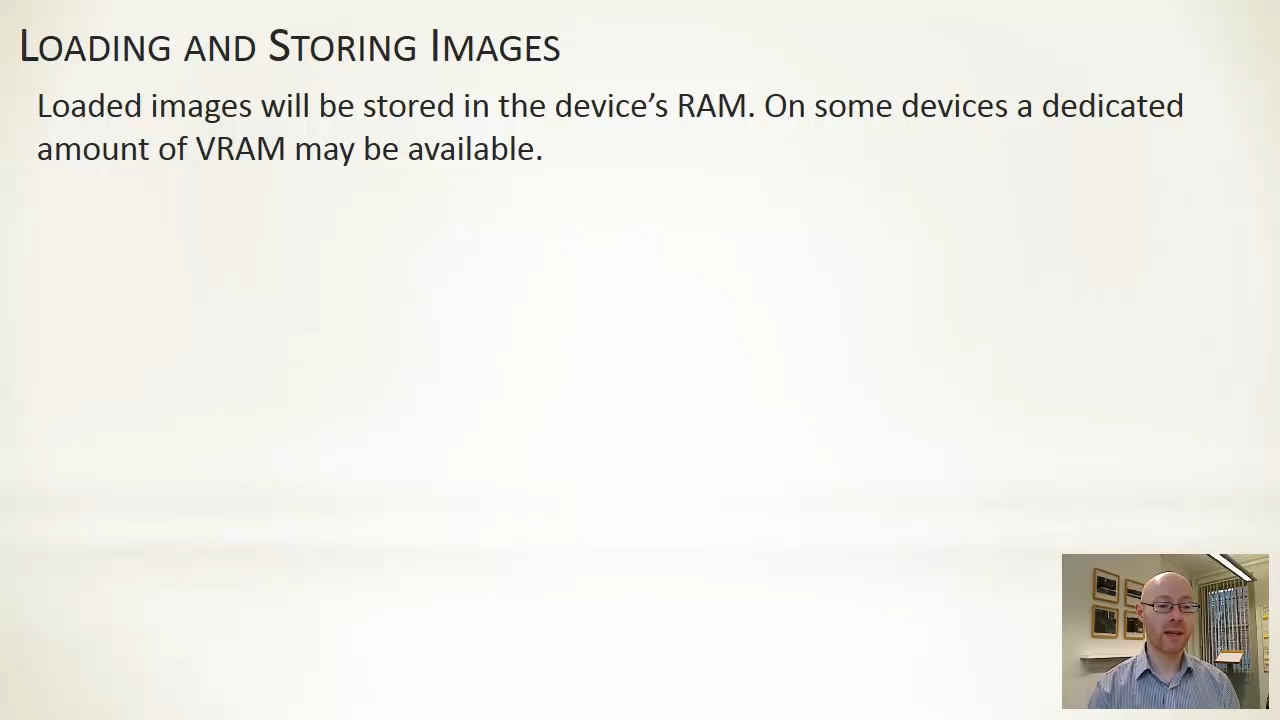 Loading and Storing Images
Loaded images will be stored in the device’s RAM. On some devices a dedicated
amount of VRAM may be available.